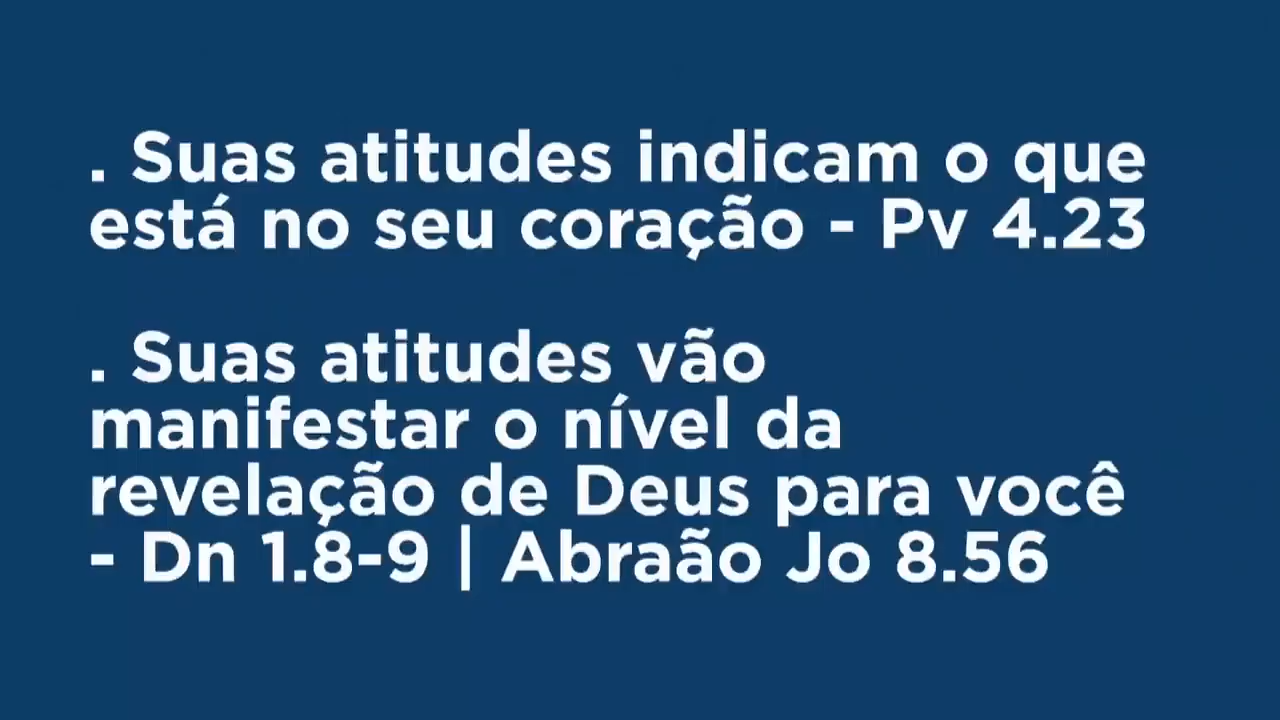 . Suas atitudes indicam o que
está no seu coração - Pv 4.23
. Suas atitudes vão
manifestar o nível da
revelação de Deus para você
- Dn 1.8-9 | Abraão Jo 8.56